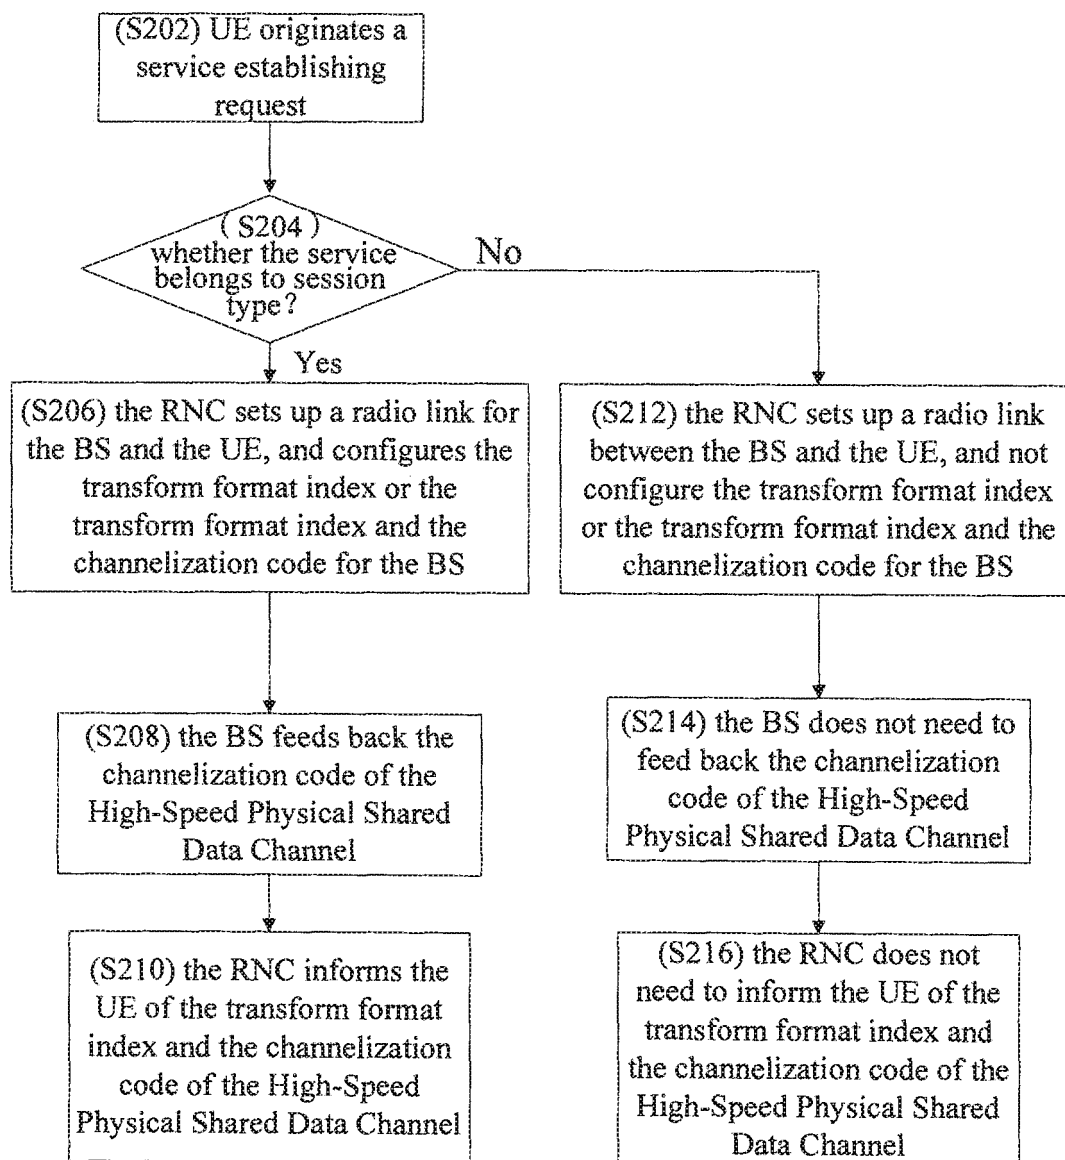 (S202) UE originates a
service establishing
request
(S204)
whether the service
belongs to session
type?
No
Yes
(S206) the RNC sets up a radio link for
the BS and the UE, and configures the
transform format index or the
transform format index and the
channelization code for the BS
(S212) the RNC sets up a radio link
between the BS and the UE, and not
configure the transform format index
or the transform format index and the
channelization code for the BS
(S208) the BS feeds back the
channelization code of the
High-Speed Physical Shared
Data Channel
(S214) the BS does not need to
feed back the channelization
code of the High-Speed
Physical Shared Data Channel
(S210) the RNC informs the
UE of the transform format
index and the channelization
code of the High-Speed
Physical Shared Data Channel
(S216) the RNC does not
need to inform the UE of the
transform format index and
the channelization code of the
High-Speed Physical Shared
Data Channel